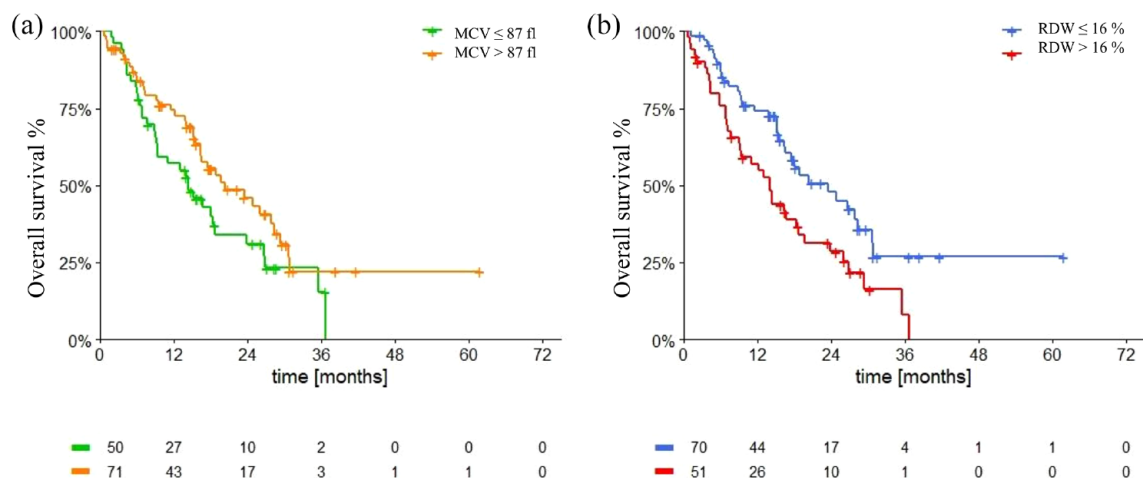 (a)
MCV ≤ 87 fl
MCV > 87 fl
Overall survival %
100%
75%
50%
25%
0%
0 12 24 36 48 60 72
time [months]
50 27 10 2 0 0 0
71 43 17 3 1 1 0
(b)
RDW ≤ 16 %
RDW > 16 %
Overall survival %
100%
75%
50%
25%
0%
0 12 24 36 48 60 72
time [months]
70 44 17 4 1 1 0
51 26 10 1 0 0 0